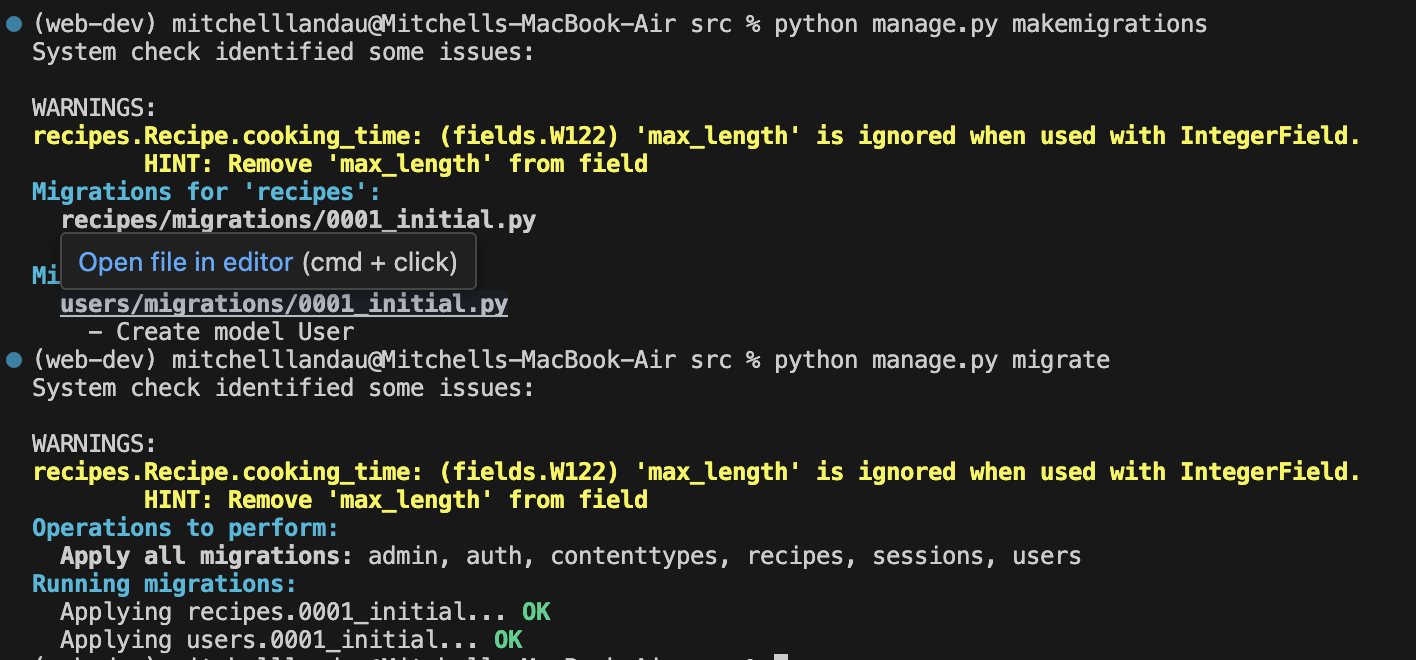 (web-dev) mitchelllandau@Mitchells-MacBook-Air src % python manage.py makemigrations
System check identified some issues:
WARNINGS:
recipes.Recipe.cooking_time: (fields.W122) 'max_length' is ignored when used with IntegerField.
HINT: Remove 'max_length' from field
Migrations for 'recipes':
recipes/migrations/0001_initial.py
Open file in editor (cmd + click)
Mi
users/migrations/0001_initial.py
– Create model User
(web-dev) mitchelllandau@Mitchells-MacBook-Air src % python manage.py migrate
System check identified some issues:
WARNINGS:
recipes.Recipe.cooking_time: (fields.W122) 'max_length' is ignored when used with IntegerField.
HINT: Remove 'max_length' from field
Operations to perform:
Apply all migrations: admin, auth, contenttypes, recipes, sessions, users
Running migrations:
Applying recipes.0001_initial... OK
Applying users.0001_initial... OK